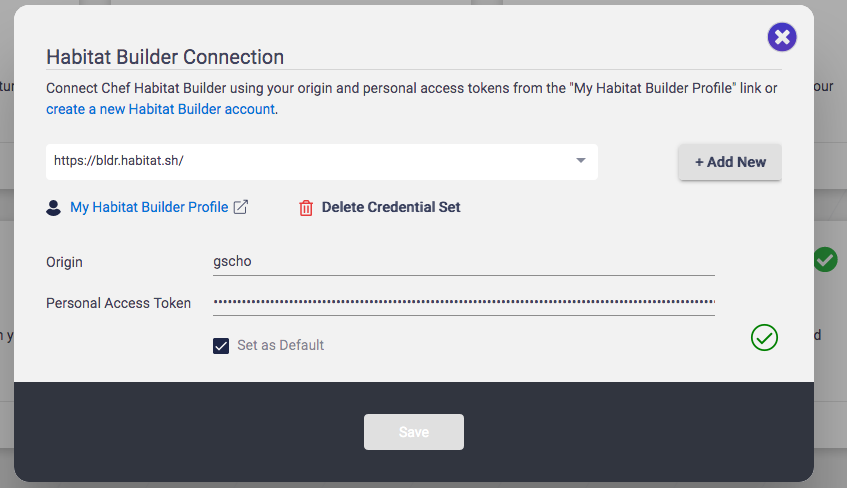 Habitat Builder Connection
Connect Chef Habitat Builder using your origin and personal access tokens from the "My Habitat Builder Profile" link or
create a new Habitat Builder account.
https://bldr.habitat.sh/
+ Add New
My Habitat Builder Profile
Delete Credential Set
Origin
gscho
Personal Access Token
Set as Default
Save
tur
our
n y
d